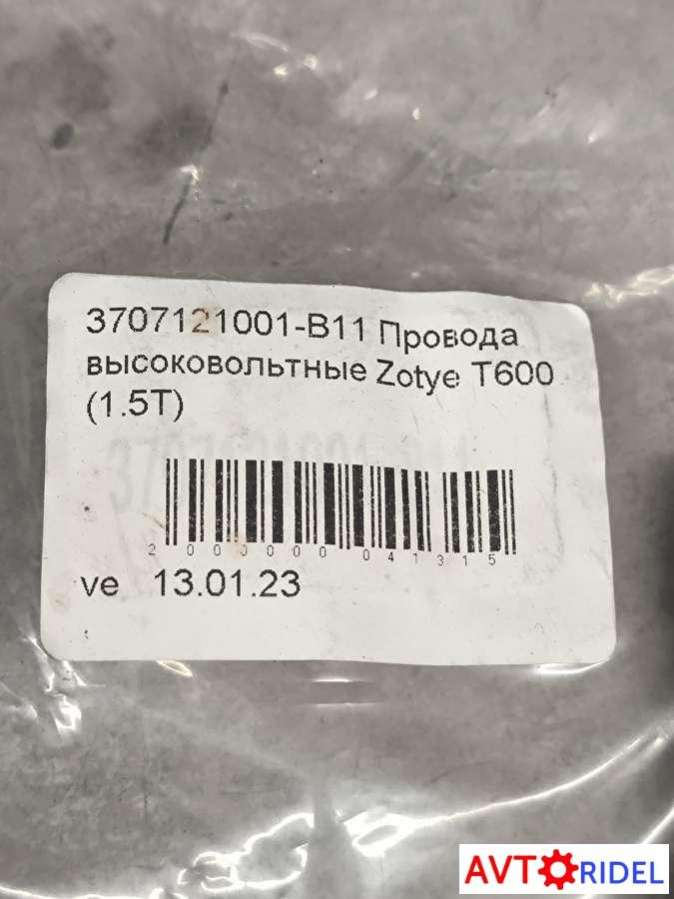 3707121001-B11 Провода
высоковольтные Zotye T600
(1.5T)
2 000000 041315
ve 13.01.23
AVTORIDEL